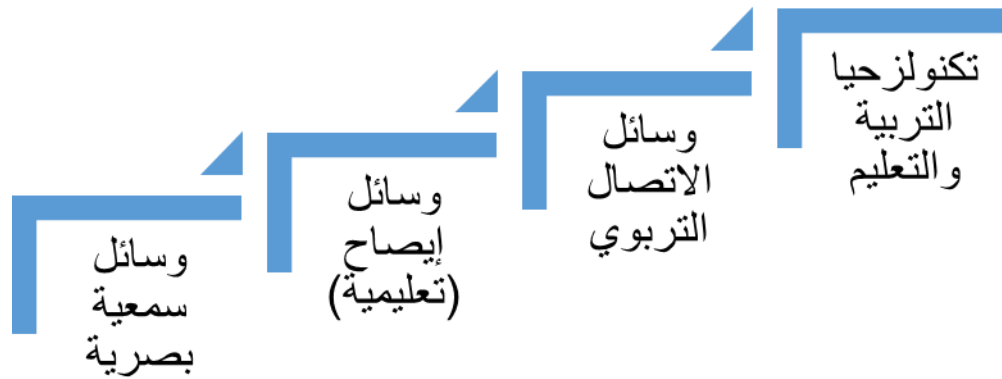 تكنولزحيا
التربية
والتعليم
وسائل
الاتصال
التربوي
وسائل
إيصاح
(تعليمية)
وسائل
سمعية
بصرية